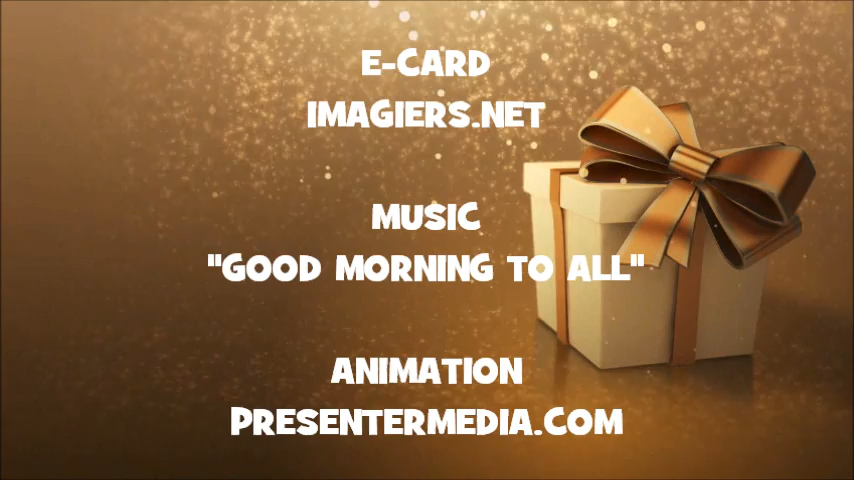 E-CARD
IMAGIERS.NET
MUSIC
"GOOD MORNING TO ALL"
ANIMATION
PRESENTERMEDIA.COM